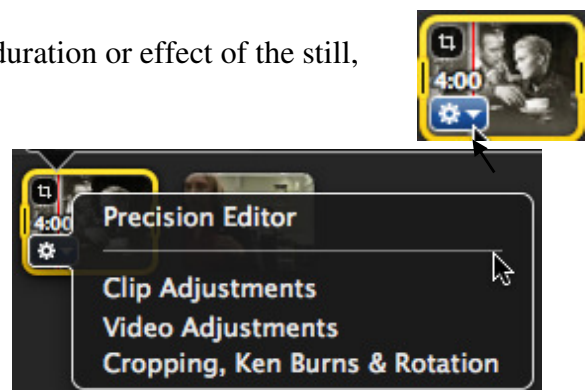 duration or effect of the still,
4:00
4:00
Precision Editor
Clip Adjustments
Video Adjustments
Cropping, Ken Burns & Rotation